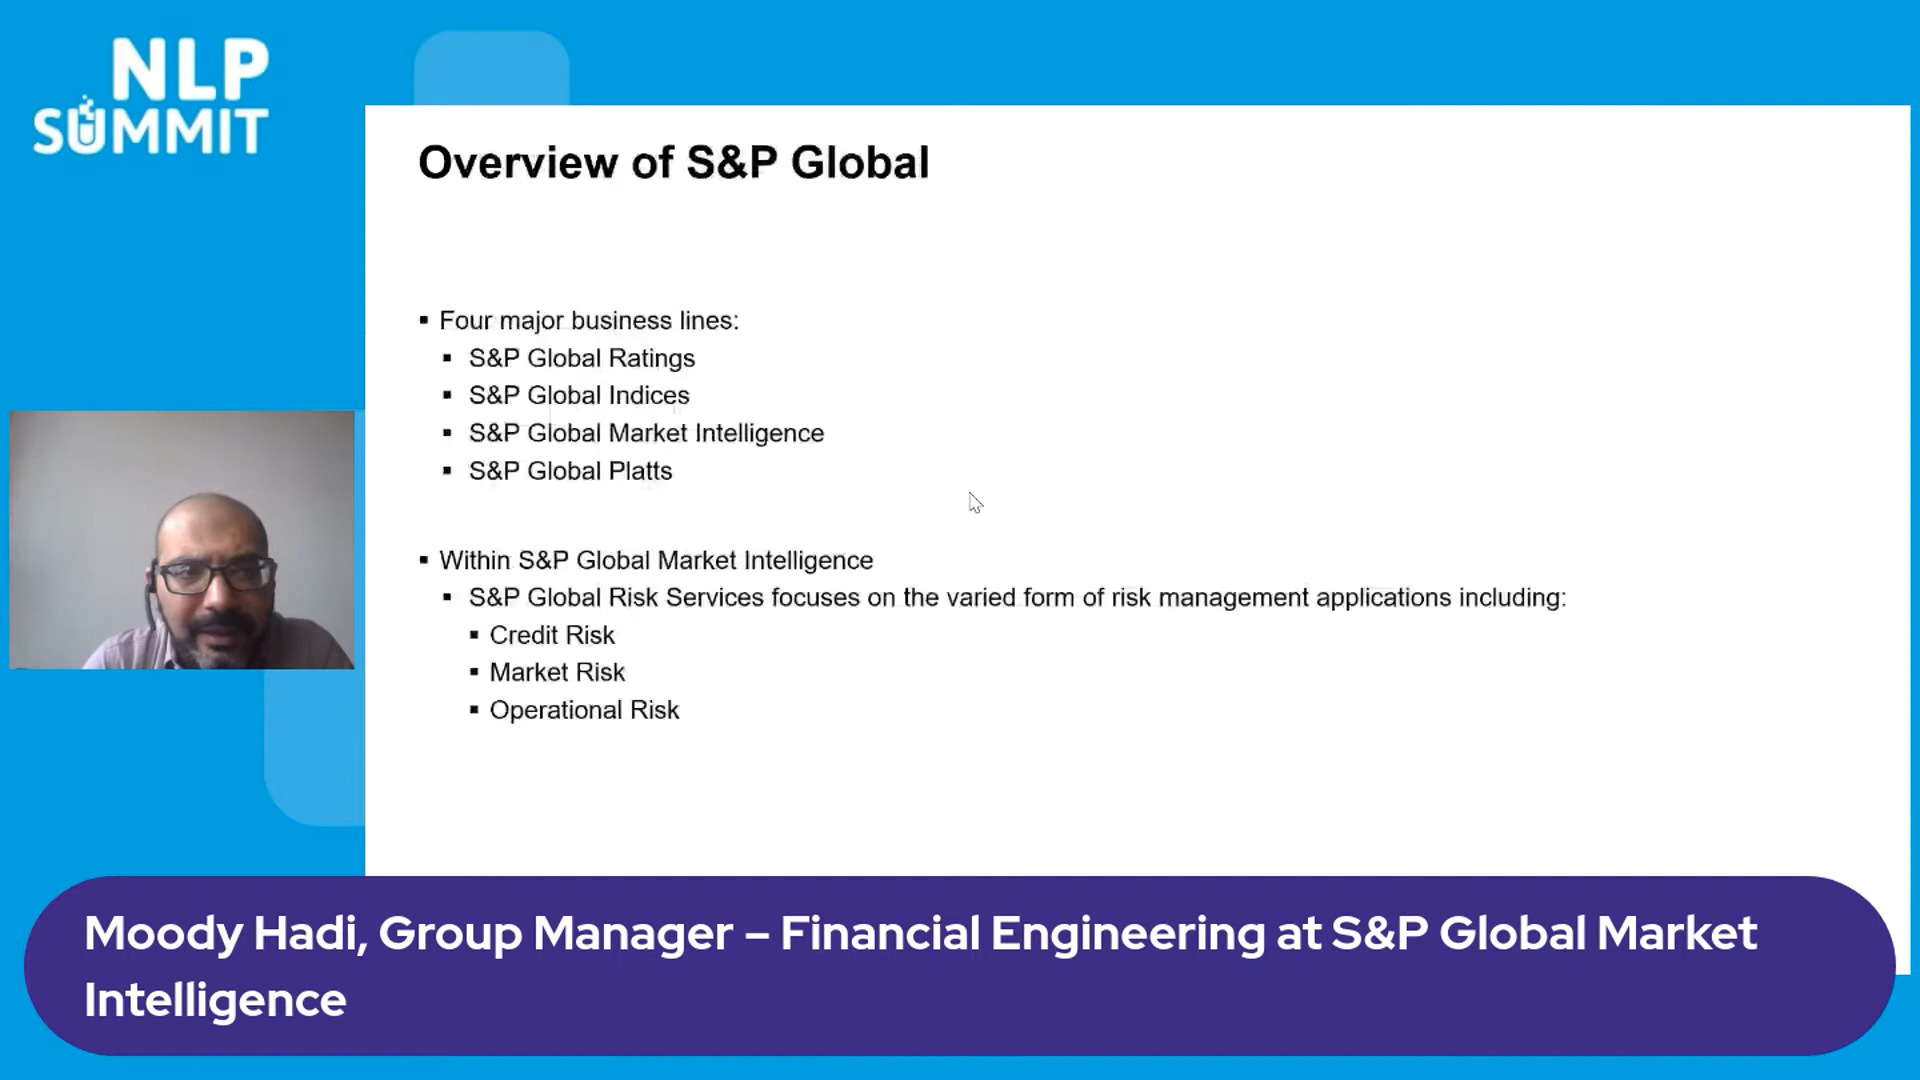 NLP
SUMMIT
Overview of S&P Global
▪ Four major business lines:
▪ S&P Global Ratings
▪ S&P Global Indices
▪ S&P Global Market Intelligence
▪ S&P Global Platts
▪ Within S&P Global Market Intelligence
▪ S&P Global Risk Services focuses on the varied form of risk management applications including:
▪ Credit Risk
▪ Market Risk
▪ Operational Risk
Moody Hadi, Group Manager – Financial Engineering at S&P Global Market
Intelligence